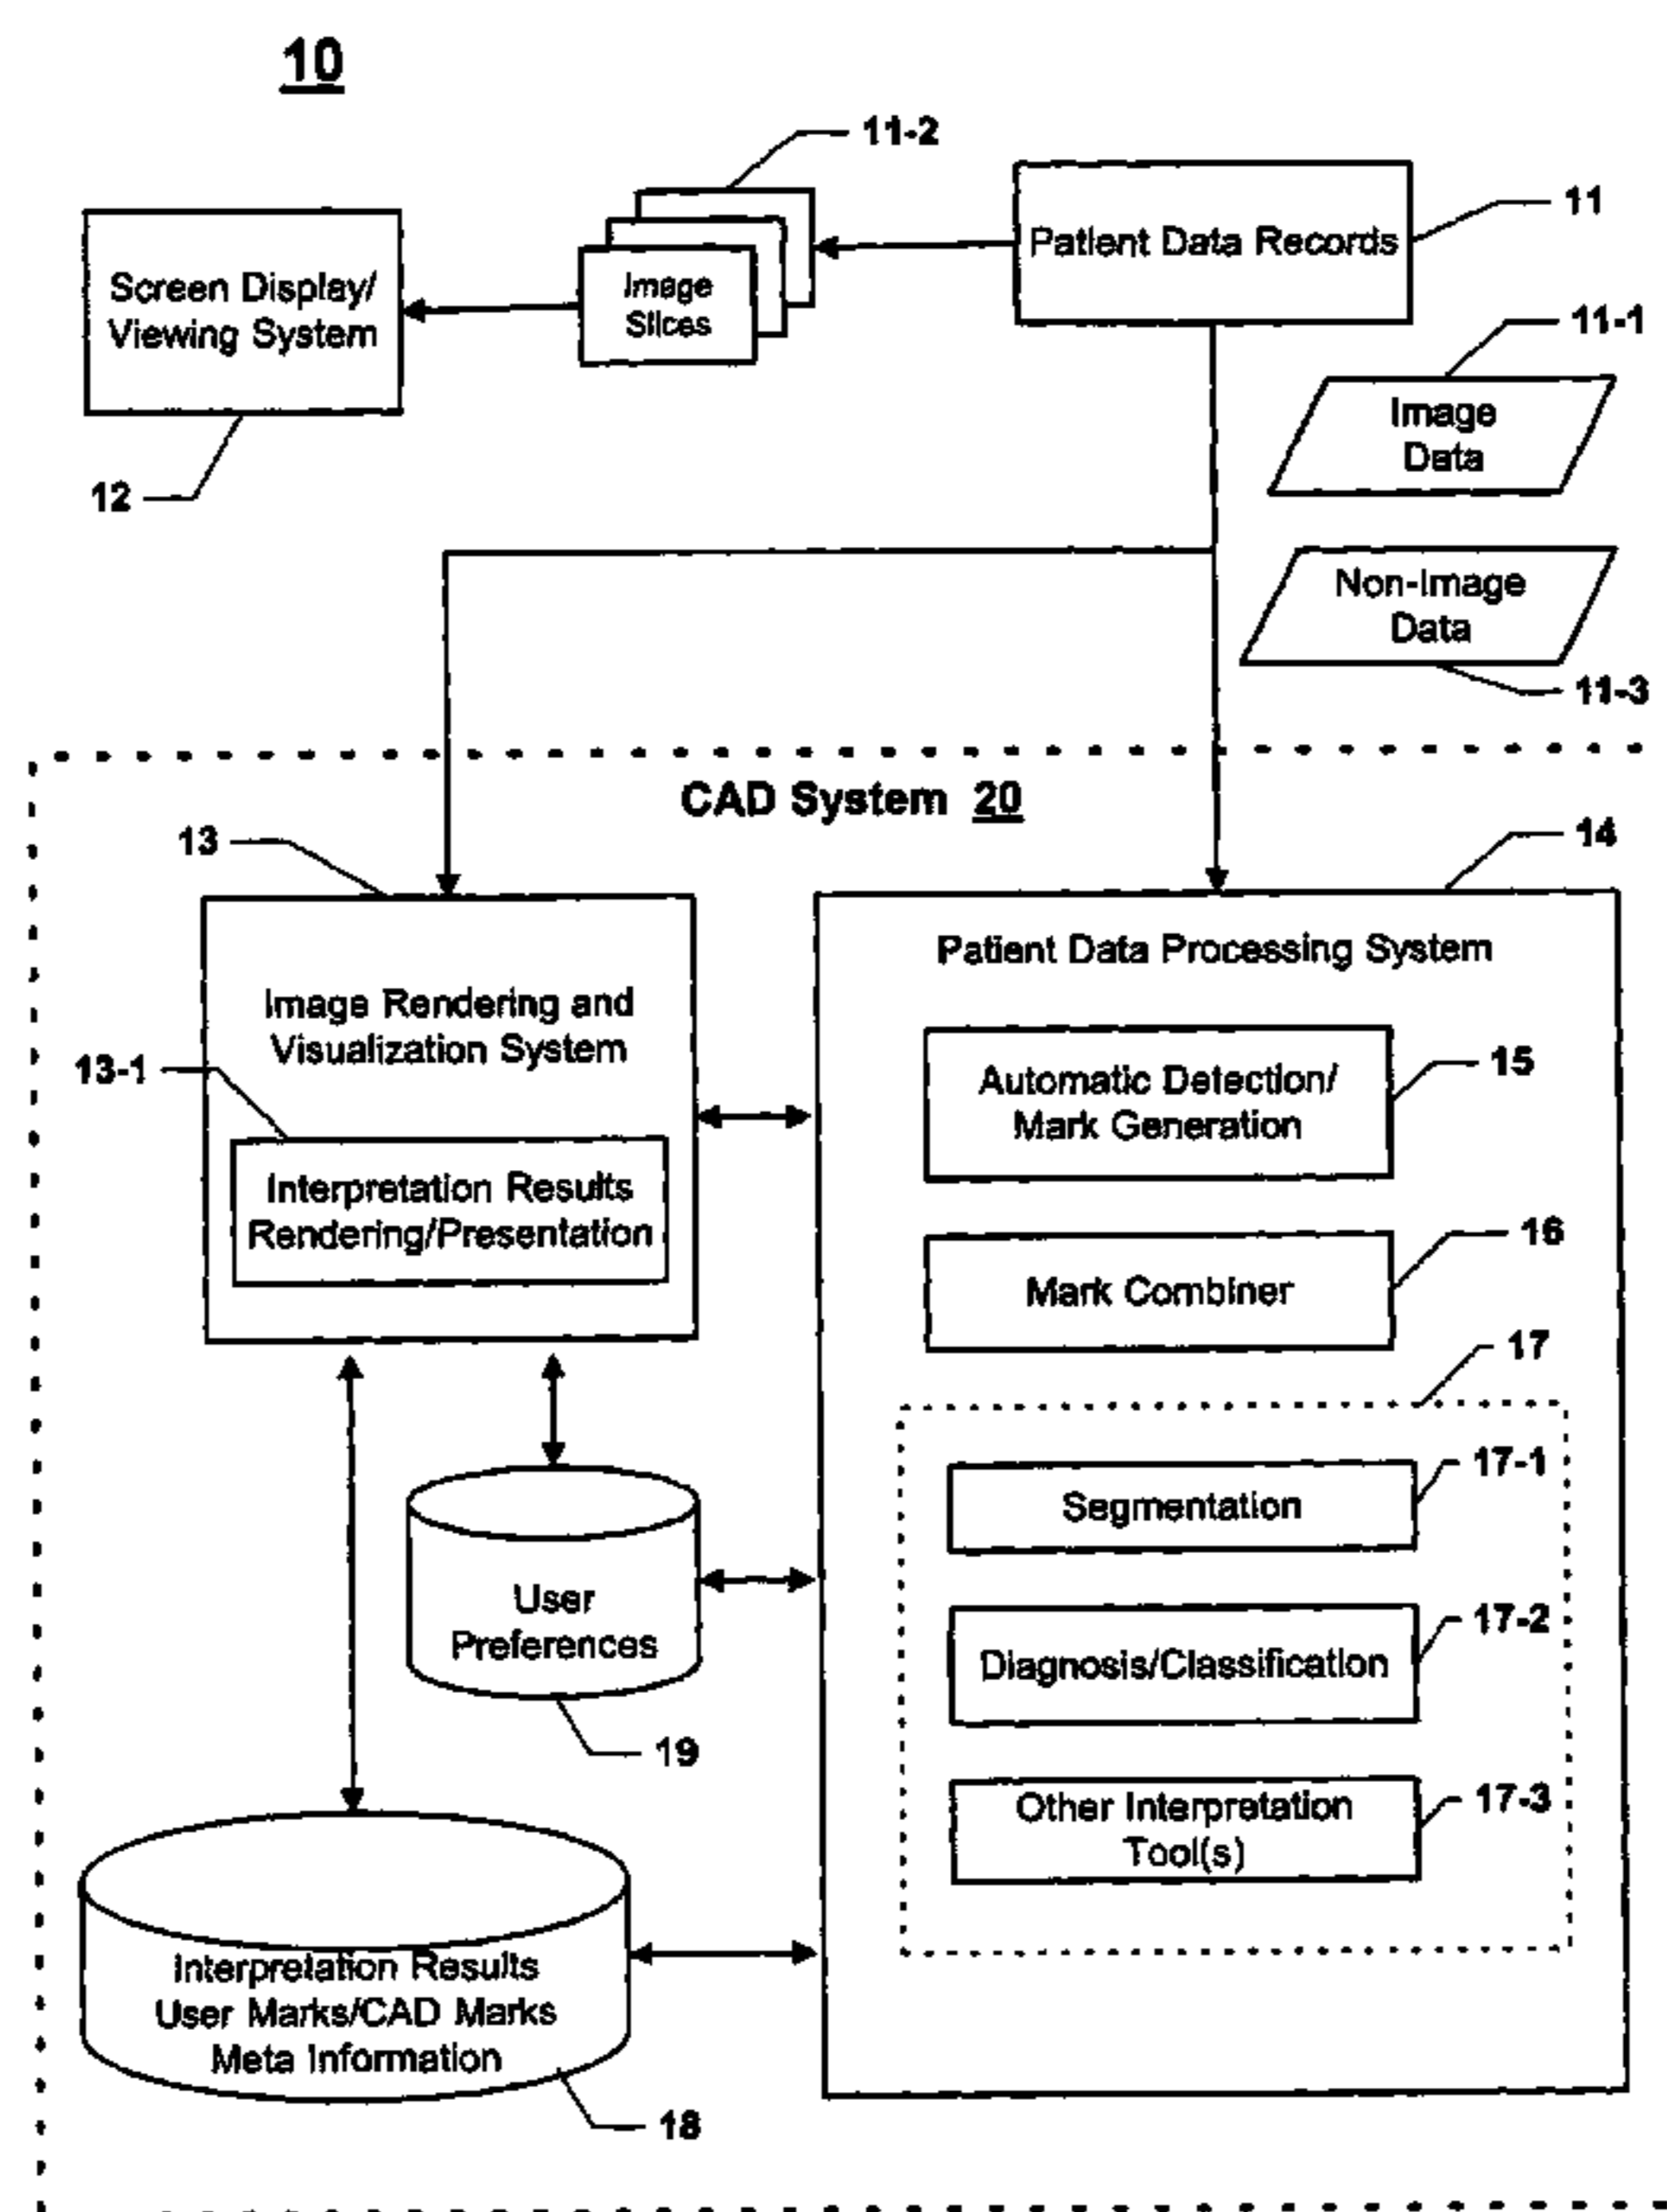 10
11-2
11
Patient Data Records
Screen Display/
Viewing System
Image
Slices
12
11-1
Image
Data
Non-Image
Data
11-3
CAD System 20
13
14
Image Rendering and
Visualization System
13-1
Interpretation Results
Rendering/Presentation
Patient Data Processing System
Automatic Detection/
Mark Generation
15
Mark Combiner
16
17
Segmentation
17-1
Diagnosis/Classification
17-2
Other Interpretation
Tool(s)
17-3
User
Preferences
19
Interpretation Results
User Marks/CAD Marks
Meta Information
18